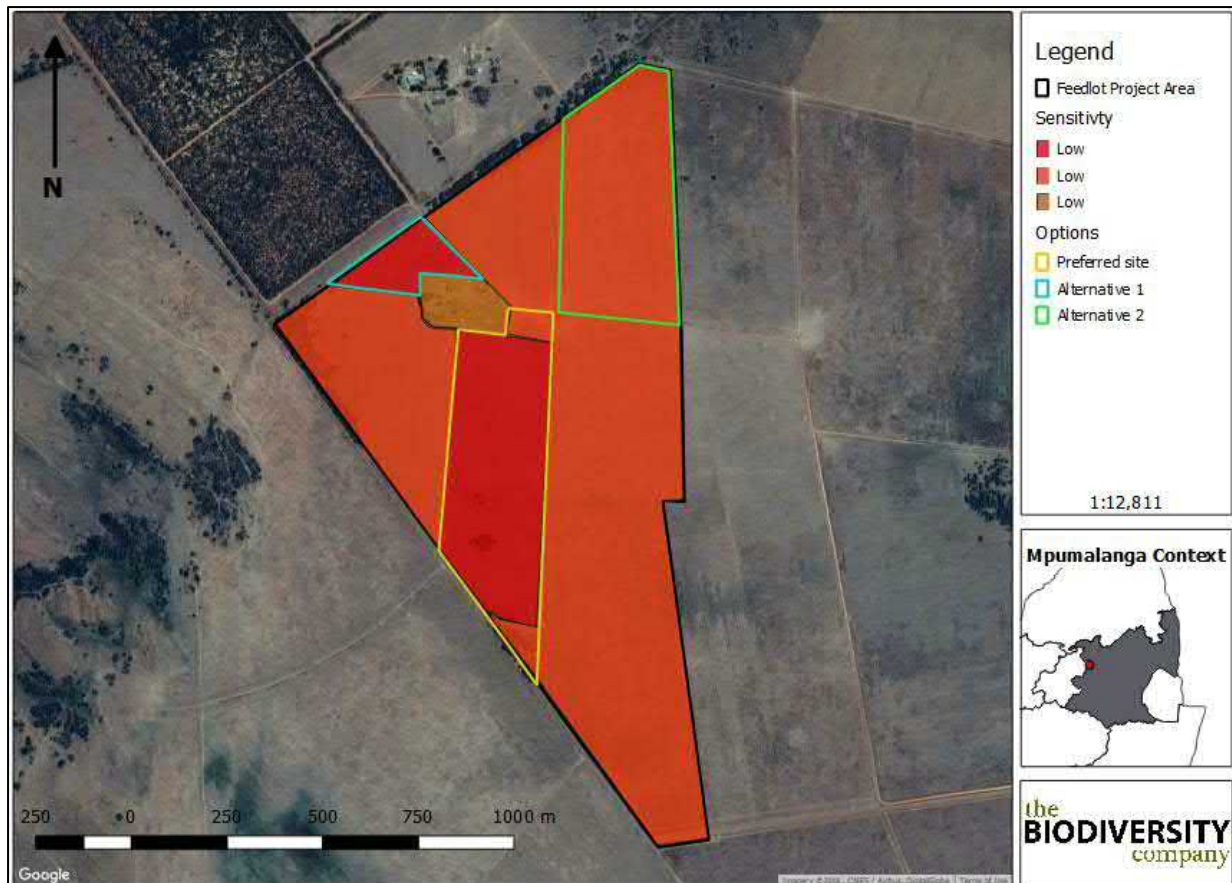 N
Legend
Feedlot Project Area
Sensitivty
Low
Low
Low
Options
Preferred site
Alternative 1
Alternative 2
1:12,811
Mpumalanga Context
250 0 250 500 750 1000 m
Google
the
BIODIVERSITY
company